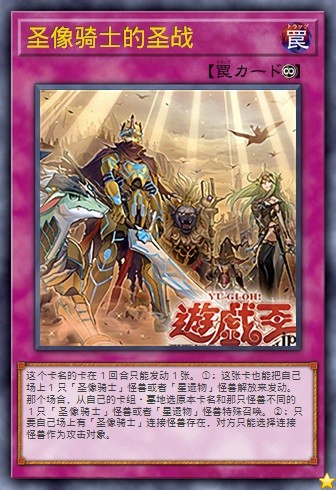 圣像骑士的圣战
トラップ
罠
【罠カード】
YU-GI-OH!
遊戯王
这个卡名的卡在1回合只能发动1张。①：这张卡也能把自己
场上1只「圣像骑士」怪兽或者「星遗物」怪兽解放来发动。
那个场合，从自己的卡组·墓地选原本卡名和那只怪兽不同的
1只「圣像骑士」怪兽或者「星遗物」怪兽特殊召唤。②：只
要自己场上有「圣像骑士」连接怪兽存在，对方只能选择连接
怪兽作为攻击对象。